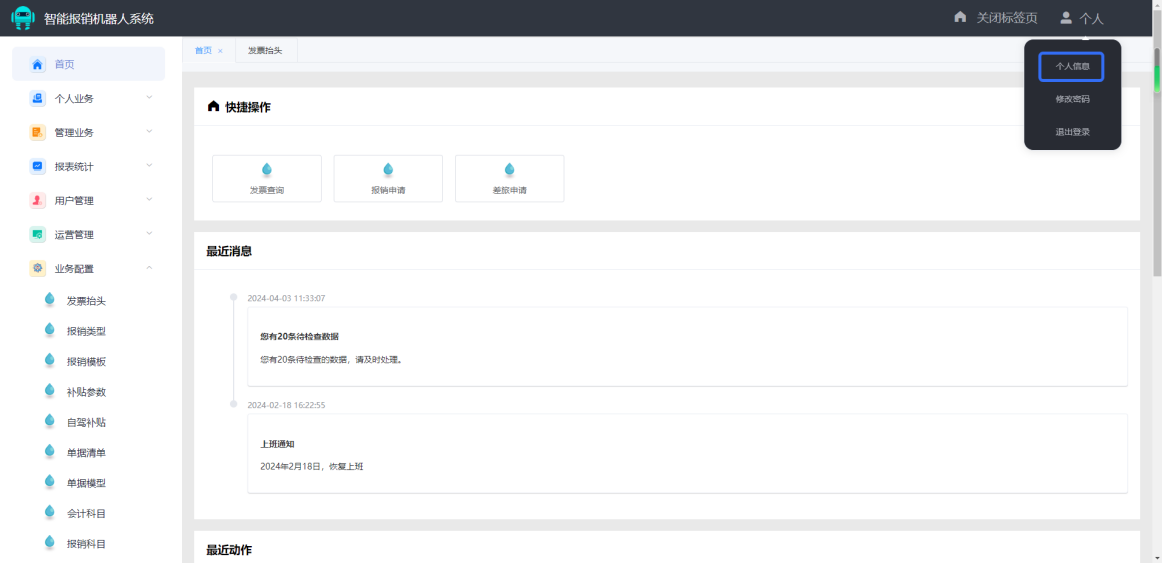 智能报销机器人系统
关闭标签页
个人
首页 ×
发票抬头
个人信息
修改密码
退出登录
首页
个人业务
管理业务
报表统计
用户管理
运营管理
业务配置
发票抬头
报销类型
报销模板
补贴参数
自驾补贴
单据清单
单据模型
会计科目
报销科目
快捷操作
发票查询
报销申请
差旅申请
最近消息
2024-04-03 11:33:07
您有20条待检查数据
您有20条待检查的数据，请及时处理。
2024-02-18 16:22:55
上班通知
2024年2月18日，恢复上班
最近动作